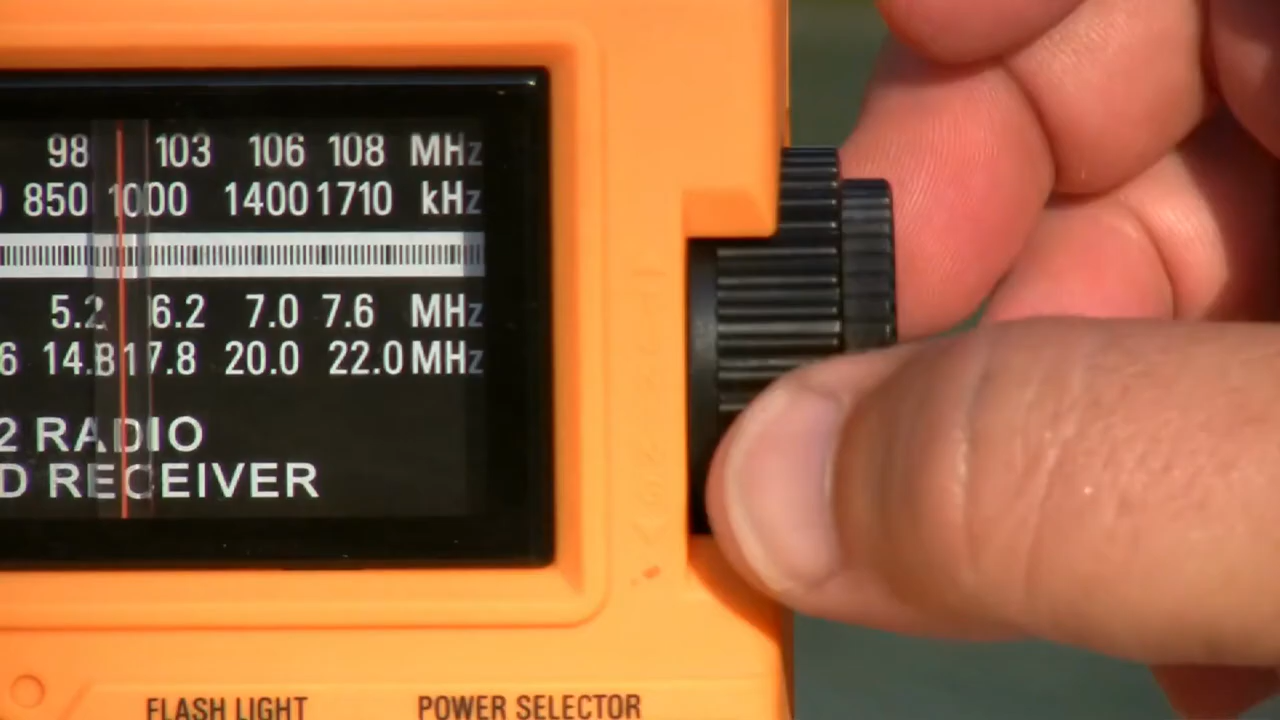 98 103 106 108 MHz
850 1000 1400 1710 kHz
5.2 6.2 7.0 7.6 MHz
6 14.8 17.8 20.0 22.0 MHz
2 RADIO
D RECEIVER
FLASH LIGHT POWER SELECTOR